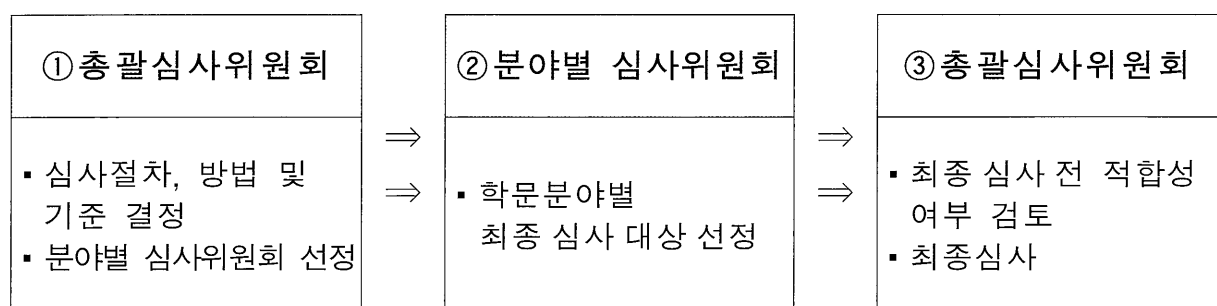 ①총괄심사위원회
▪ 심사절차, 방법 및
기준 결정
▪ 분야별 심사위원회 선정
⇒
⇒
②분야별 심사위원회
▪ 학문분야별
최종 심사 대상 선정
⇒
⇒
③총괄심사위원회
▪ 최종 심사 전 적합성
여부 검토
▪ 최종심사